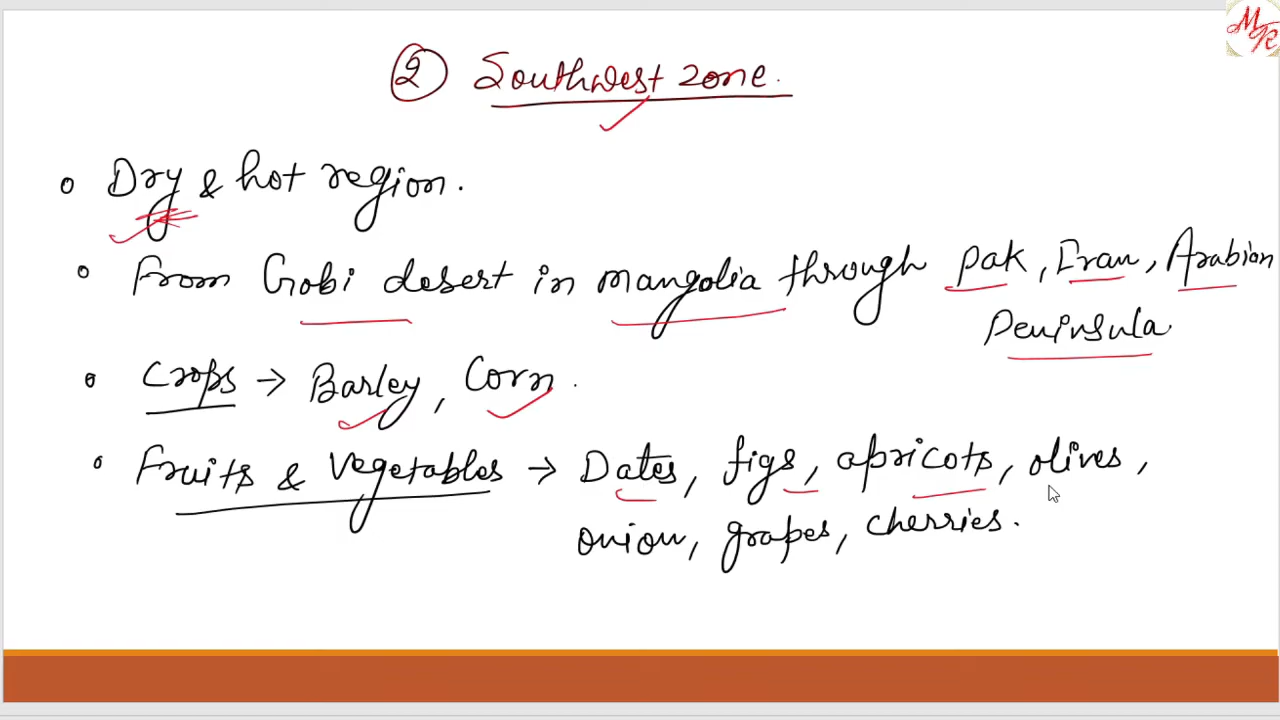 ② Southwest zone.
• Dry & hot region.
• From Gobi desert in mangolia through Pak, Iran, Arabian
Peninsula
• Crops → Barley, Corn.
• Fruits & Vegetables → Dates, figs, apricots, olives,
onion, grapes, cherries.